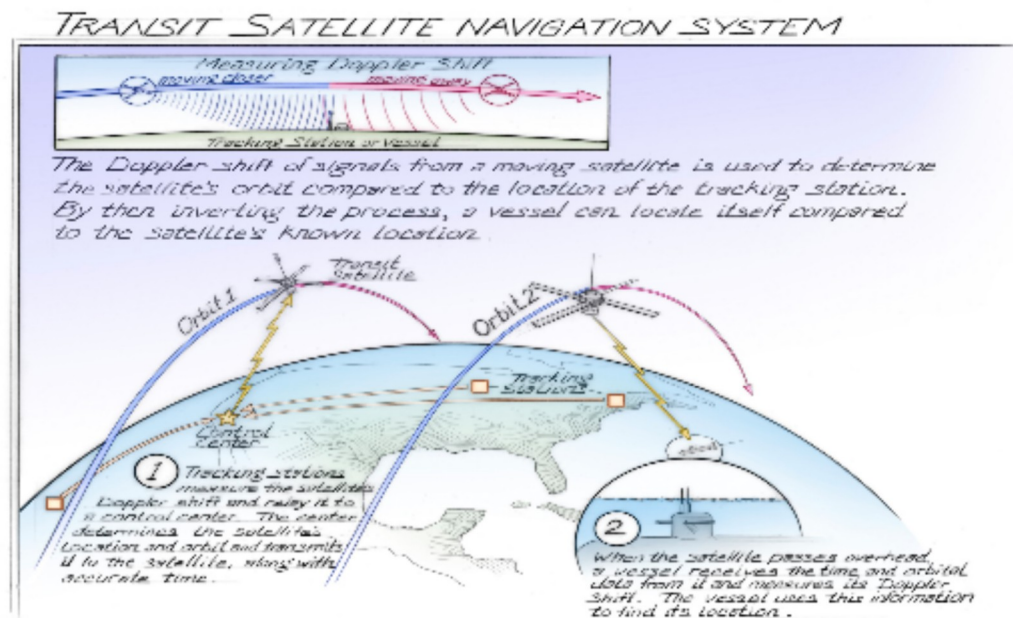 TRANSIT SATELLITE NAVIGATION SYSTEM
Measuring Doppler Shift
moving closer
moving away
Tracking Station or Vessel
The Doppler shift of signals from a moving satellite is used to determine
the satellite's orbit compared to the location of the tracking station.
By then inverting the process, a vessel can locate itself compared
to the satellite's known location.
Transit
Satellite
Orbit 1
Orbit 2
Tracking
Stations
Control
Center
1
Tracking stations
measure the satellite's
Doppler shift and relay it to
a control center. The center
determines the satellite's
location and orbit and transmits
it to the satellite, along with
accurate time.
2
When the satellite passes overhead,
a vessel receives the time and orbital
data from it and measures its Doppler
shift. The vessel uses this information
to find its location.